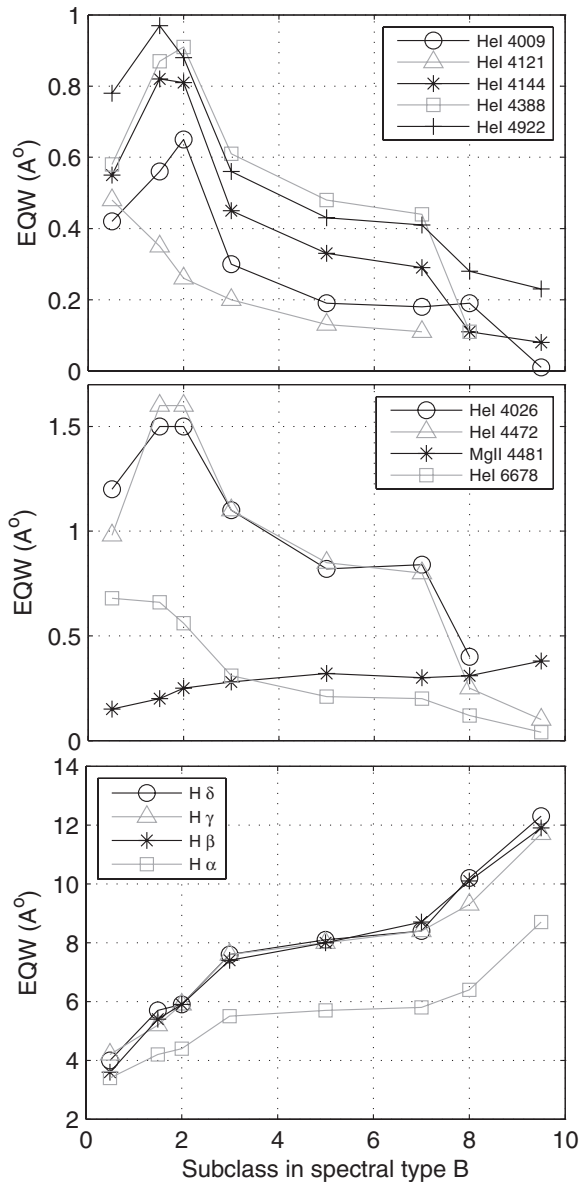 1
0.8
0.6
0.4
0.2
0
EQW (A°)
HeI 4009
HeI 4121
HeI 4144
HeI 4388
HeI 4922
1.5
1
0.5
0
EQW (A°)
HeI 4026
HeI 4472
MgII 4481
HeI 6678
14
12
10
8
6
4
2
EQW (A°)
H δ
H γ
H β
H α
0 2 4 6 8 10
Subclass in spectral type B